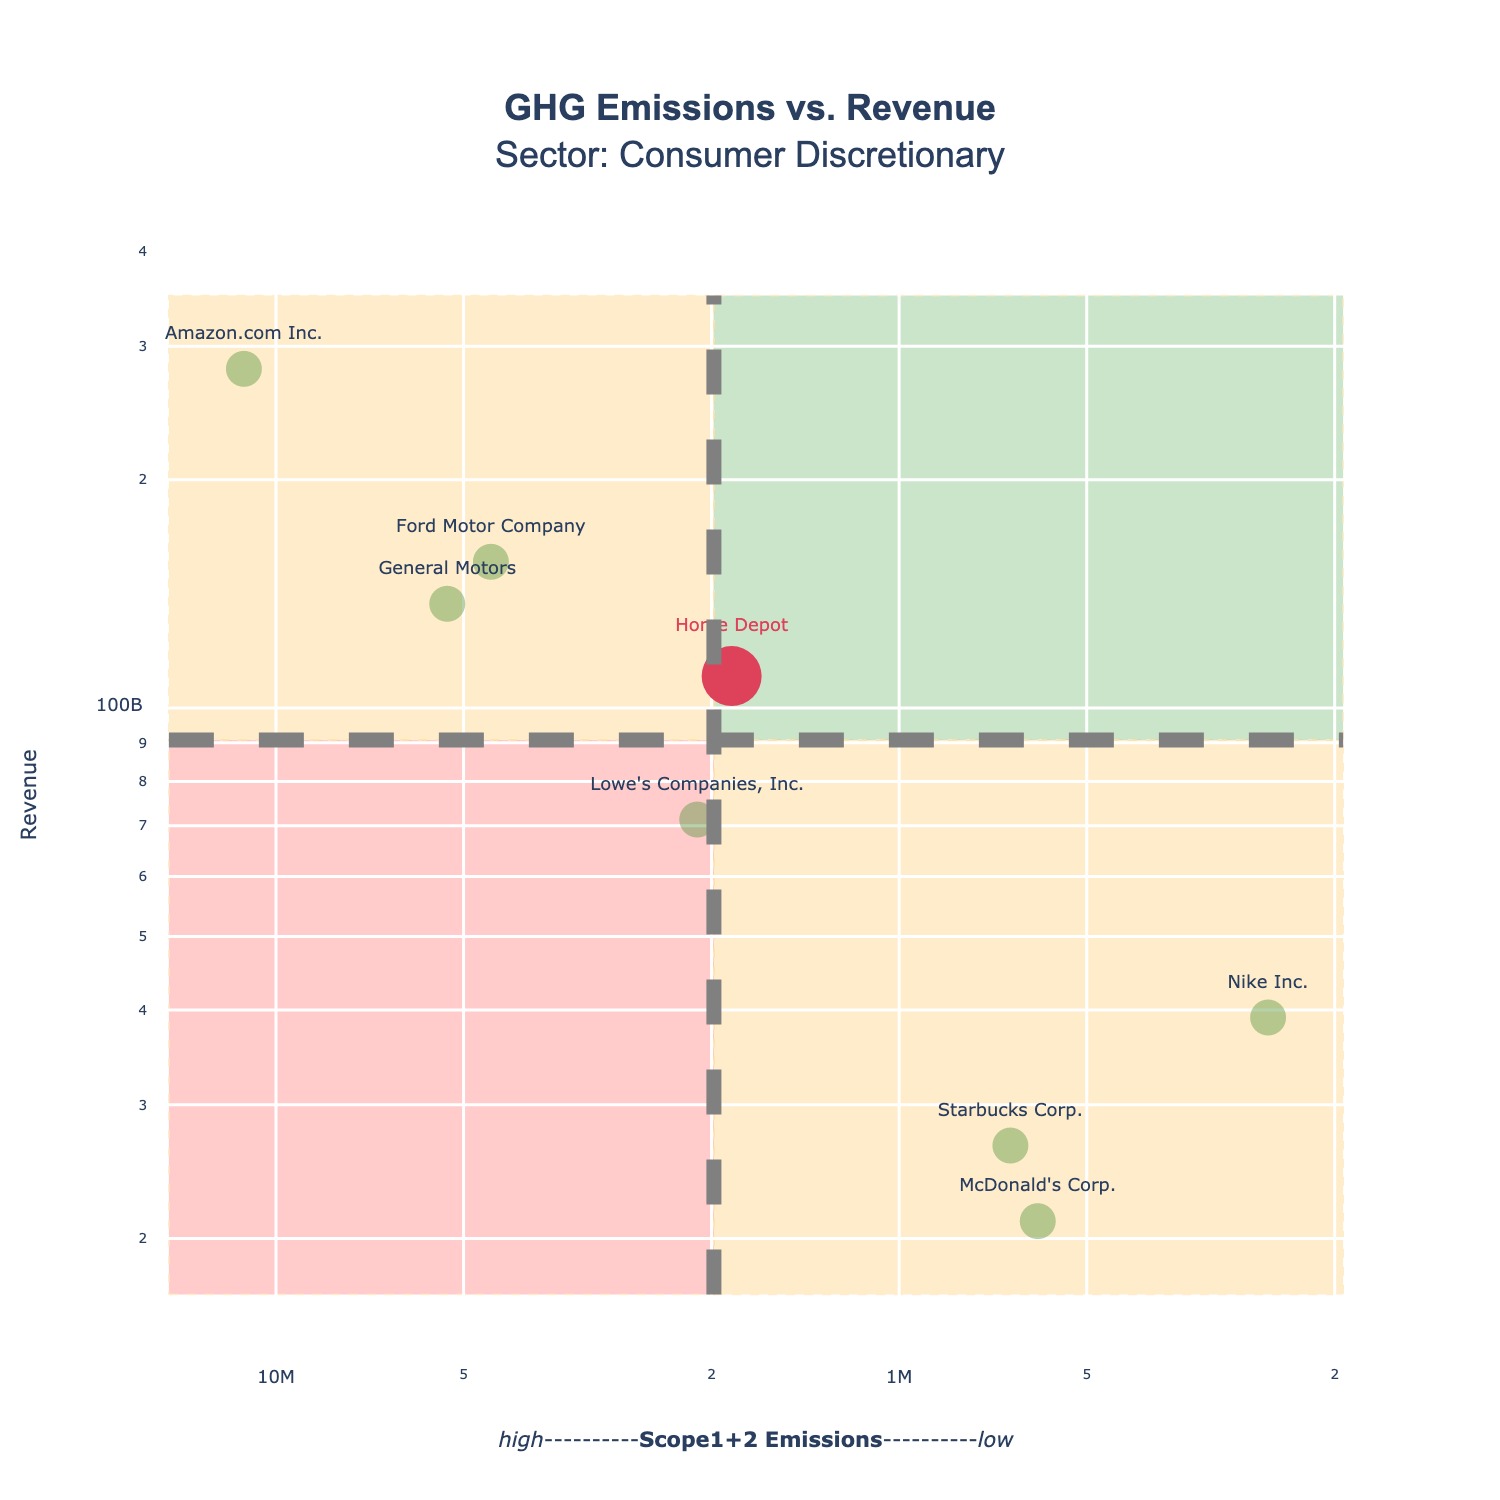 GHG Emissions vs. Revenue
Sector: Consumer Discretionary
4
Amazon.com Inc.
3
2
Ford Motor Company
General Motors
Home Depot
100B
9
Revenue
8
Lowe's Companies, Inc.
7
6
5
Nike Inc.
4
3
Starbucks Corp.
McDonald's Corp.
2
10M 5 2 1M 5 2
high----------Scope1+2 Emissions----------low